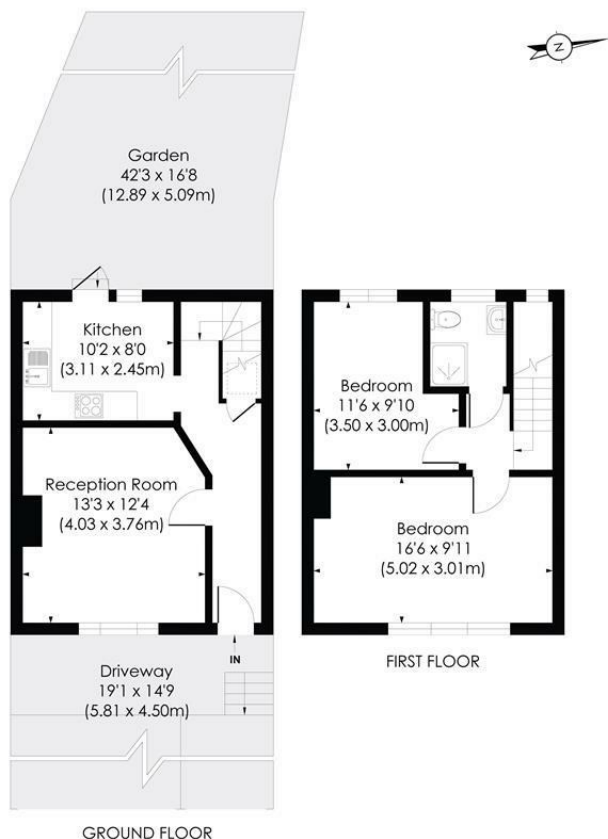 N
Garden
42'3 x 16'8
(12.89 x 5.09m)
Kitchen
10'2 x 8'0
(3.11 x 2.45m)
Reception Room
13'3 x 12'4
(4.03 x 3.76m)
IN
Driveway
19'1 x 14'9
(5.81 x 4.50m)
GROUND FLOOR
Bedroom
11'6 x 9'10
(3.50 x 3.00m)
Bedroom
16'6 x 9'11
(5.02 x 3.01m)
FIRST FLOOR